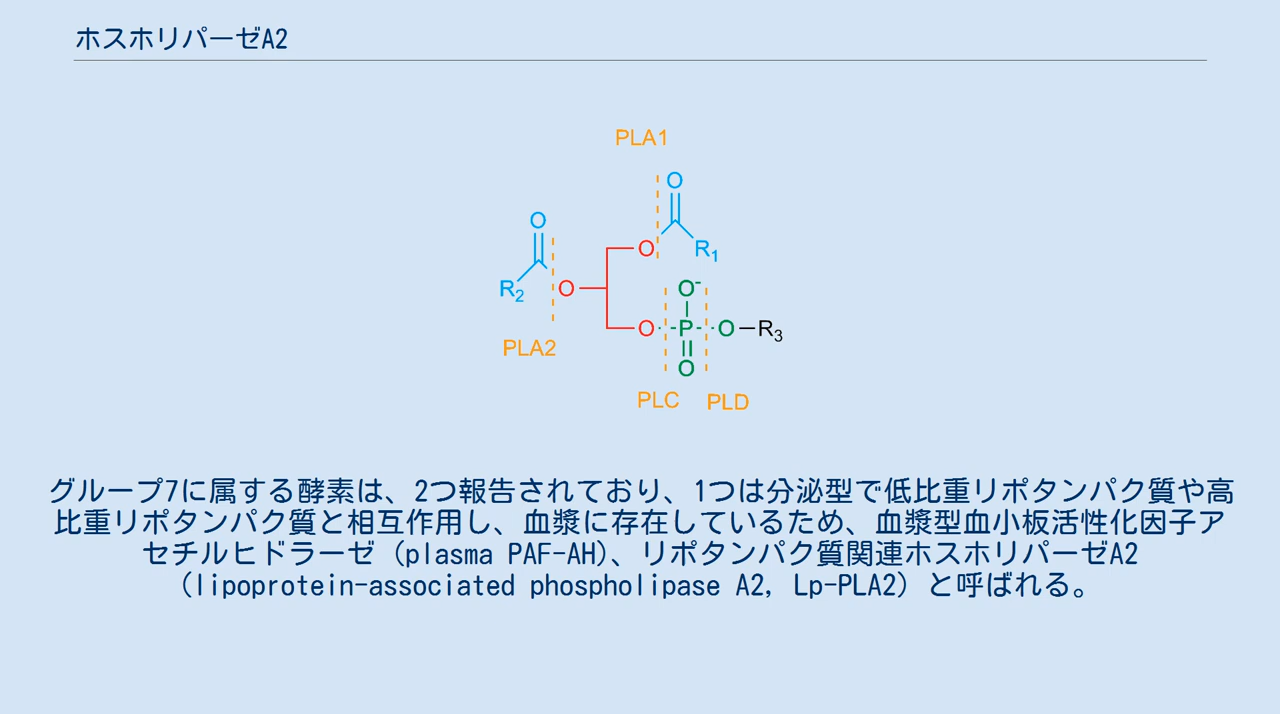 ホスホリパーゼA2
PLA1
O
O
O
R1
R2
O
O-
O
P
O
R3
PLA2
O
PLC
PLD
グループ7に属する酵素は、2つ報告されており、1つは分泌型で低比重リポタンパク質や高
比重リポタンパク質と相互作用し、血漿に存在しているため、血漿型血小板活性化因子ア
セチルヒドラーゼ（plasma PAF-AH)、リポタンパク質関連ホスホリパーゼA2
（lipoprotein-associated phospholipase A2, Lp-PLA2）と呼ばれる。